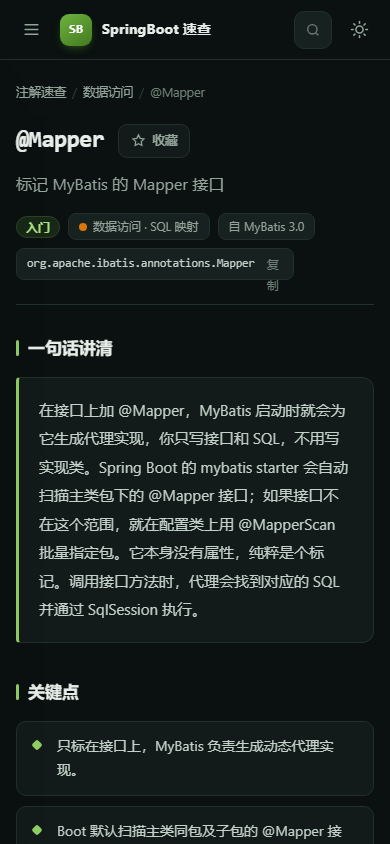 SB SpringBoot 速查
注解速查 / 数据访问 / @Mapper
@Mapper 收藏
标记 MyBatis 的 Mapper 接口
入门 数据访问 · SQL 映射 自 MyBatis 3.0
org.apache.ibatis.annotations.Mapper 复制
一句话讲清
在接口上加 @Mapper，MyBatis 启动时就会为
它生成代理实现，你只写接口和 SQL，不用写
实现类。Spring Boot 的 mybatis starter 会自动
扫描主类包下的 @Mapper 接口；如果接口不
在这个范围，就在配置类上用 @MapperScan
批量指定包。它本身没有属性，纯粹是个标
记。调用接口方法时，代理会找到对应的 SQL
并通过 SqlSession 执行。
关键点
只标在接口上，MyBatis 负责生成动态代理实
现。
Boot 默认扫描主类同包及子包的 @Mapper 接